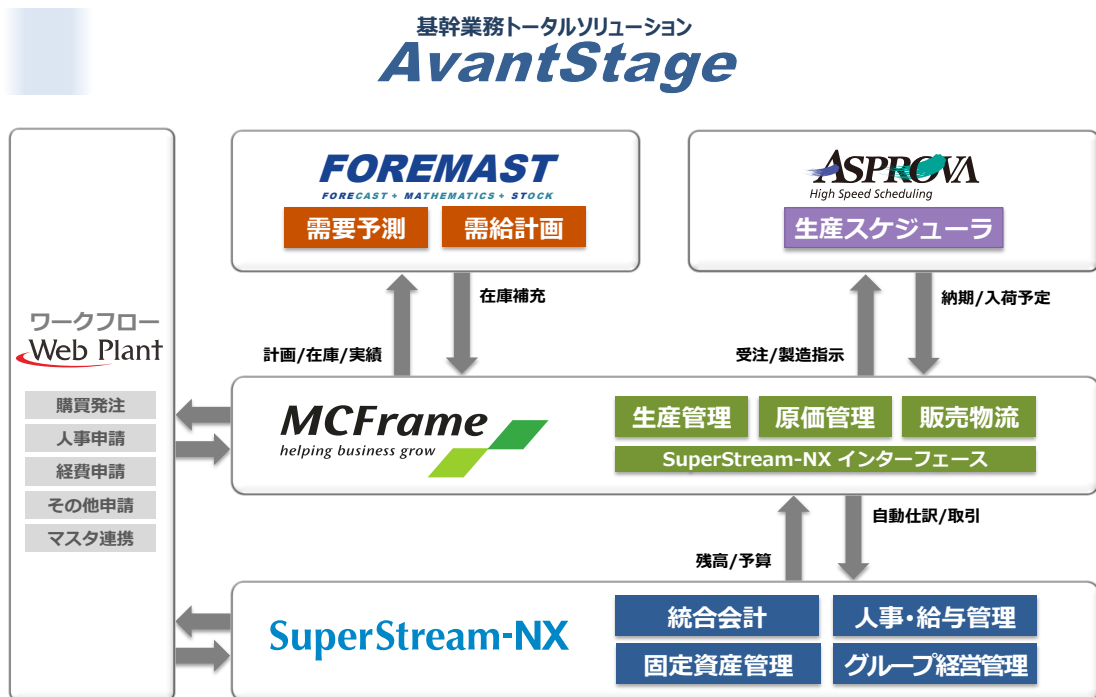 基幹業務トータルソリューション
AvantStage
ワークフロー
Web Plant
購買発注
人事申請
経費申請
その他申請
マスタ連携
FOREMAST
FORECAST + MATHEMATICS + STOCK
需要予測
需給計画
ASPROVA
High Speed Scheduling
生産スケジューラ
計画/在庫/実績
在庫補充
受注/製造指示
納期/入荷予定
MCFrame
helping business grow
生産管理
原価管理
販売物流
SuperStream-NX インターフェース
残高/予算
自動仕訳/取引
SuperStream-NX
統合会計
人事・給与管理
固定資産管理
グループ経営管理